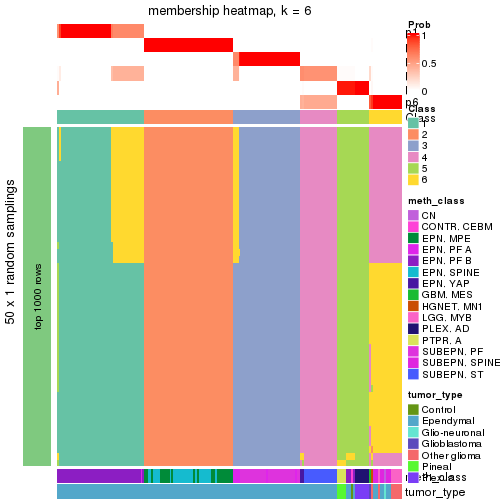 membership heatmap, k = 6
50 x 1 random samplings
top 1000 rows
p1
p6
Class
meth_class
tumor_type
Prob
1
0.5
0
Class
1
2
3
4
5
6
meth_class
CN
CONTR, CEBM
EPN, MPE
EPN, PF A
EPN, PF B
EPN, SPINE
EPN, YAP
GBM, MES
HGNET, MN1
LGG, MYB
PLEX, AD
PTPR, A
SUBEPN, PF
SUBEPN, SPINE
SUBEPN, ST
tumor_type
Control
Ependymal
Glio-neuronal
Glioblastoma
Other glioma
Pineal
Plexus